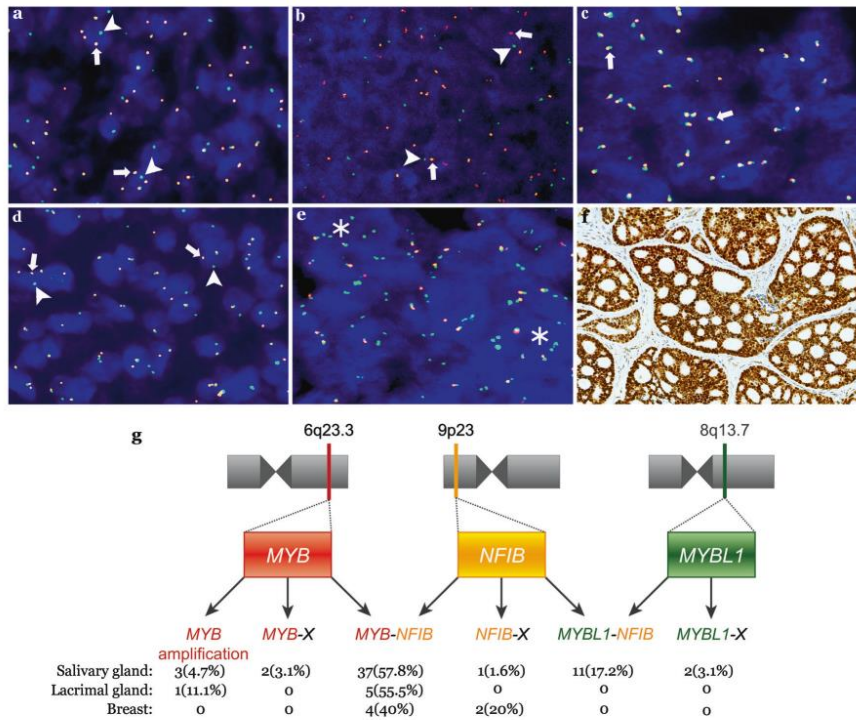 a
b
c
d
e
f
g
6q23.3 9p23 8q13.7
MYB NFIB MYBL1
MYB MYB-X MYB-NFIB NFIB-X MYBL1-NFIB MYBL1-X
amplification
Salivary gland: 3(4.7%) 2(3.1%) 37(57.8%) 1(1.6%) 11(17.2%) 2(3.1%)
Lacrimal gland: 1(11.1%) 0 5(55.5%) 0 0 0
Breast: 0 0 4(40%) 2(20%) 0 0